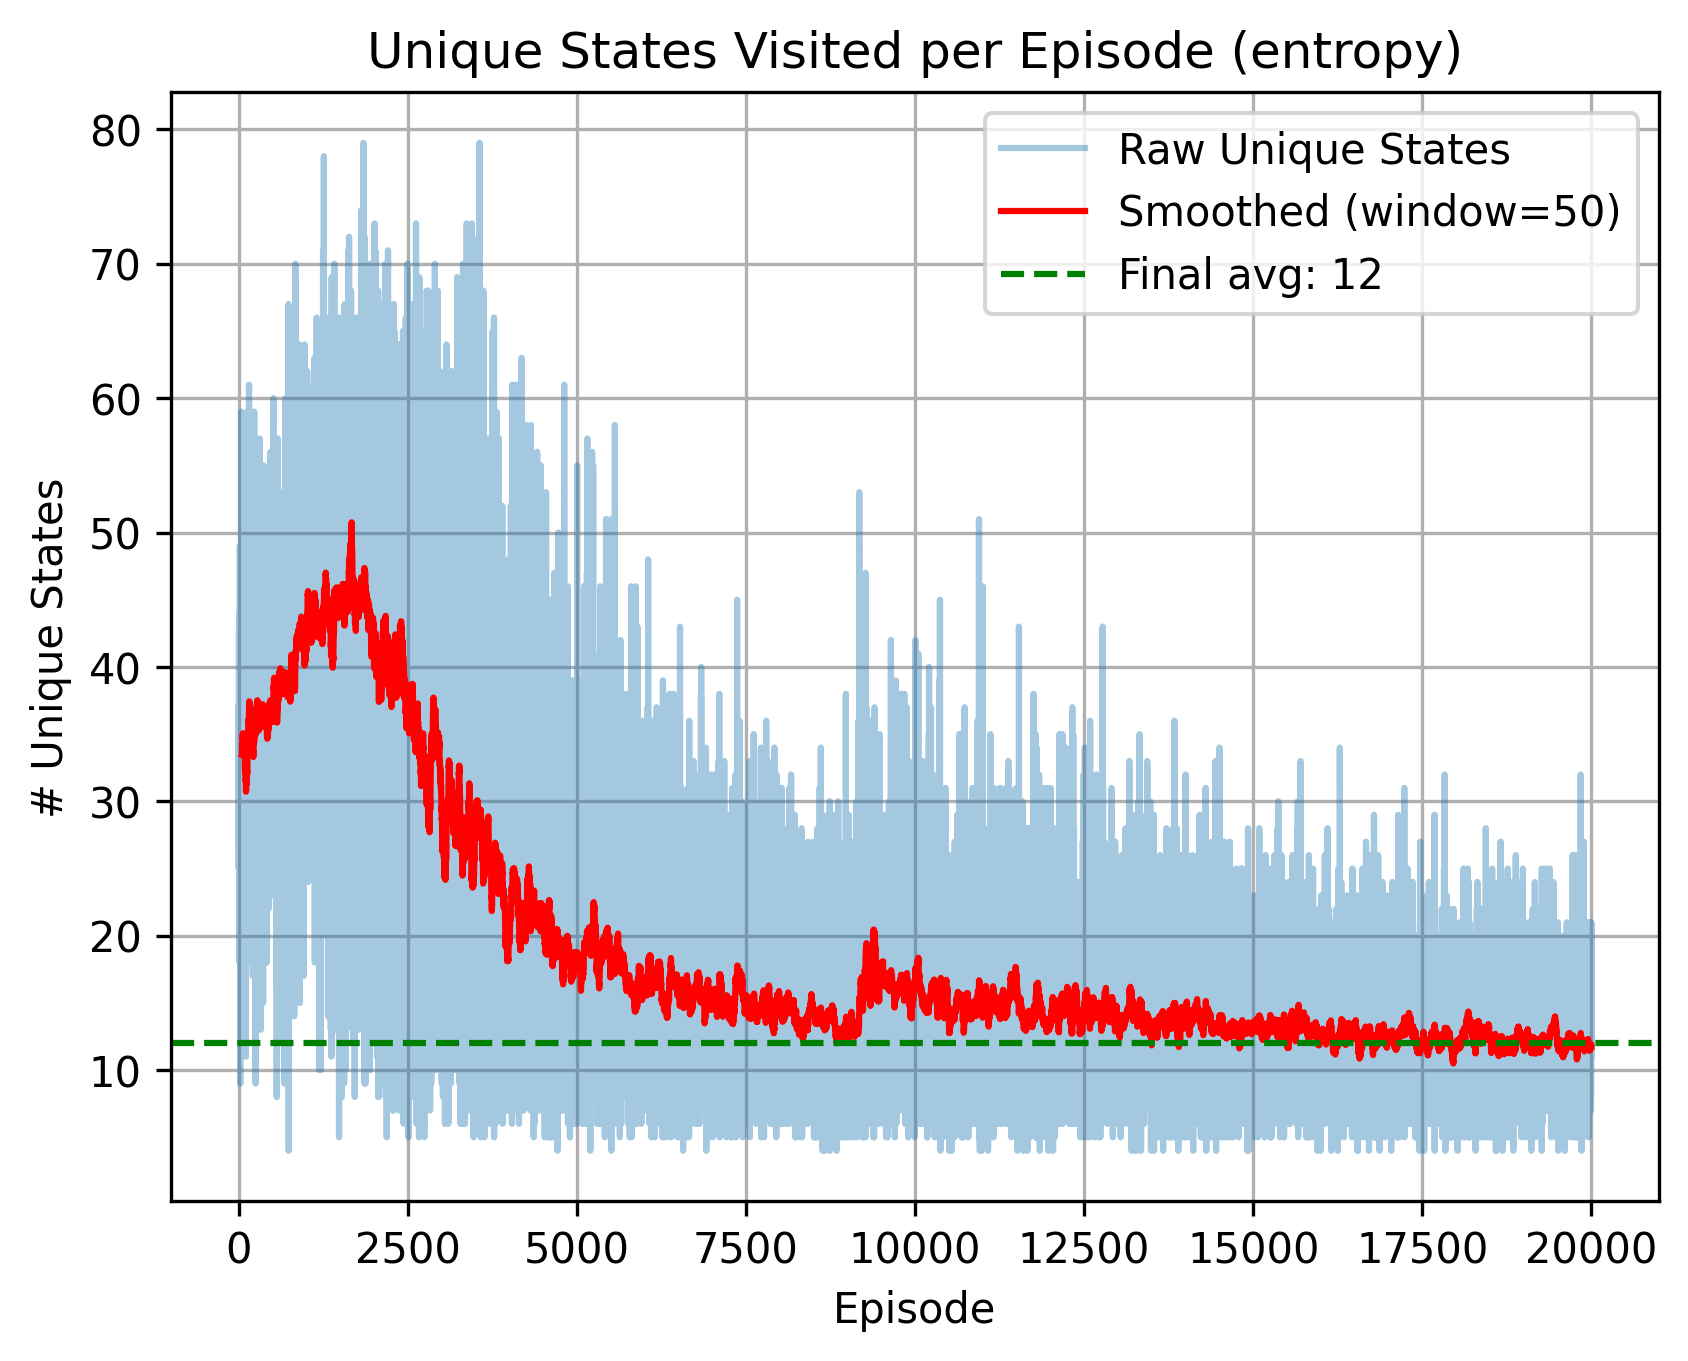 Unique States Visited per Episode (entropy)
Raw Unique States
Smoothed (window=50)
Final avg: 12
# Unique States
80
70
60
50
40
30
20
10
0 2500 5000 7500 10000 12500 15000 17500 20000
Episode